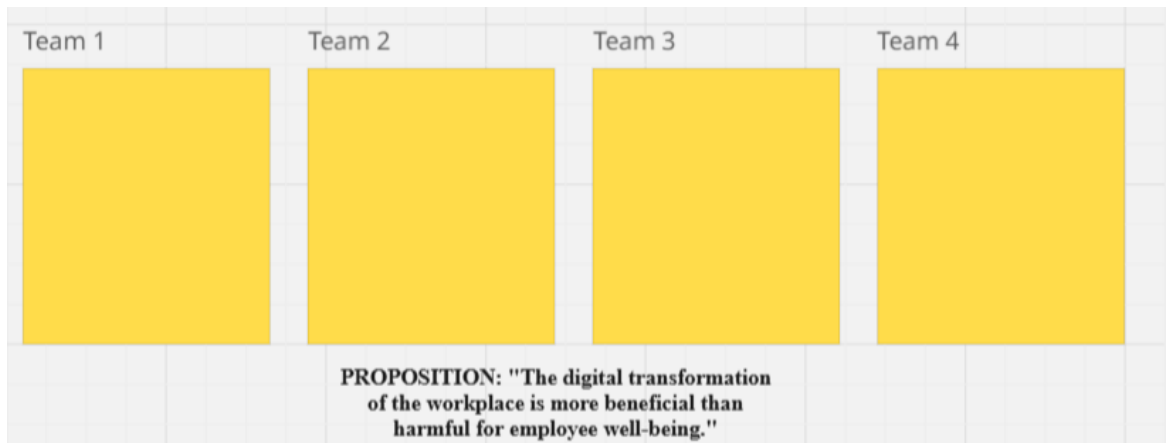 Team 1 Team 2 Team 3 Team 4
PROPOSITION: "The digital transformation
of the workplace is more beneficial than
harmful for employee well-being."